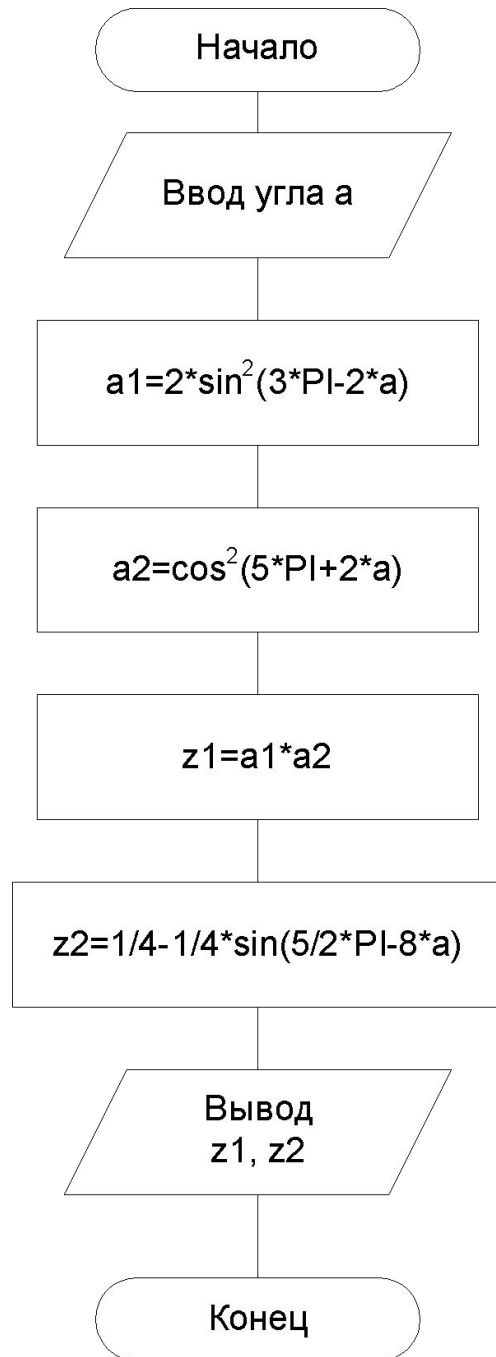 Начало
Ввод угла a
a1=2*sin²(3*PI-2*a)
a2=cos²(5*PI+2*a)
z1=a1*a2
z2=1/4-1/4*sin(5/2*PI-8*a)
Вывод
z1, z2
Конец